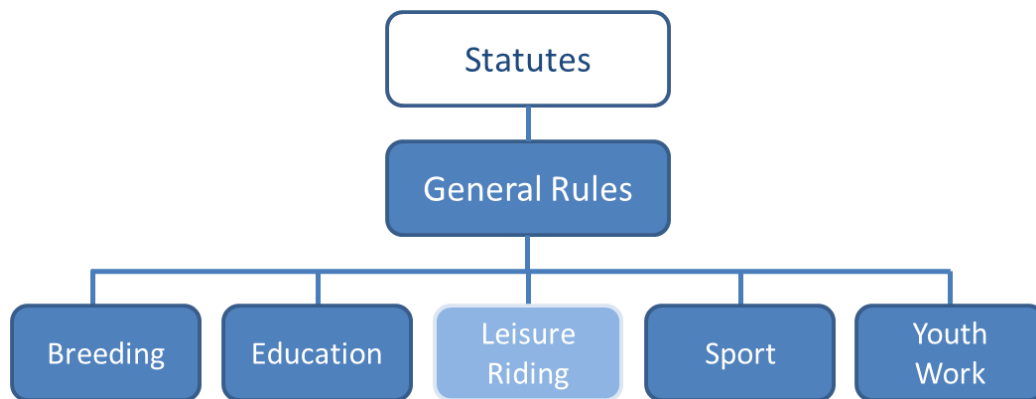 Statutes
General Rules
Breeding
Education
Leisure
Riding
Sport
Youth
Work